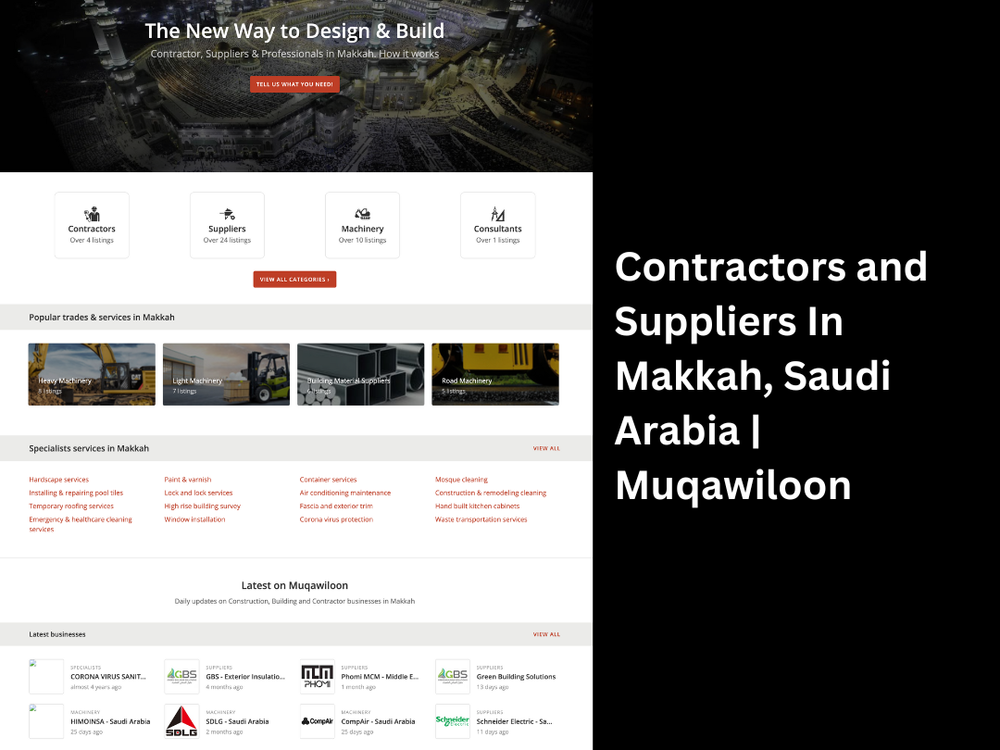 The New Way to Design & Build
Contractor, Suppliers & Professionals in Makkah. How it works
TELL US WHAT YOU NEED!
Contractors
Over 4 listings
Suppliers
Over 24 listings
Machinery
Over 10 listings
Consultants
Over 1 listings
VIEW ALL CATEGORIES ›
Popular trades & services in Makkah
Heavy Machinery
listings
Light Machinery
7 listings
Building Material Suppliers
listings
Road Machinery
5 listings
Specialists services in Makkah
VIEW ALL
Hardscape services
Paint & varnish
Container services
Mosque cleaning
Installing & repairing pool tiles
Lock and lock services
Air conditioning maintenance
Construction & remodeling cleaning
Temporary roofing services
High rise building survey
Fascia and exterior trim
Hand built kitchen cabinets
Emergency & healthcare cleaning
services
Window installation
Corona virus protection
Waste transportation services
Latest on Muqawiloon
Daily updates on Construction, Building and Contractor businesses in Makkah
Latest businesses
VIEW ALL
SPECIALISTS
CORONA VIRUS SANIT...
almost 4 years ago
GBS
SUPPLIERS
GBS - Exterior Insulatio...
4 months ago
MCM
PHOMI
SUPPLIERS
Phomi MCM - Middle E...
1 month ago
GBS
SUPPLIERS
Green Building Solutions
13 days ago
MACHINERY
HIMOINSA - Saudi Arabia
25 days ago
SDLG
MACHINERY
SDLG - Saudi Arabia
2 months ago
CompAir
MACHINERY
CompAir - Saudi Arabia
25 days ago
Schneider
Electric
SUPPLIERS
Schneider Electric - Sa...
11 days ago
Contractors and
Suppliers In
Makkah, Saudi
Arabia |
Muqawiloon